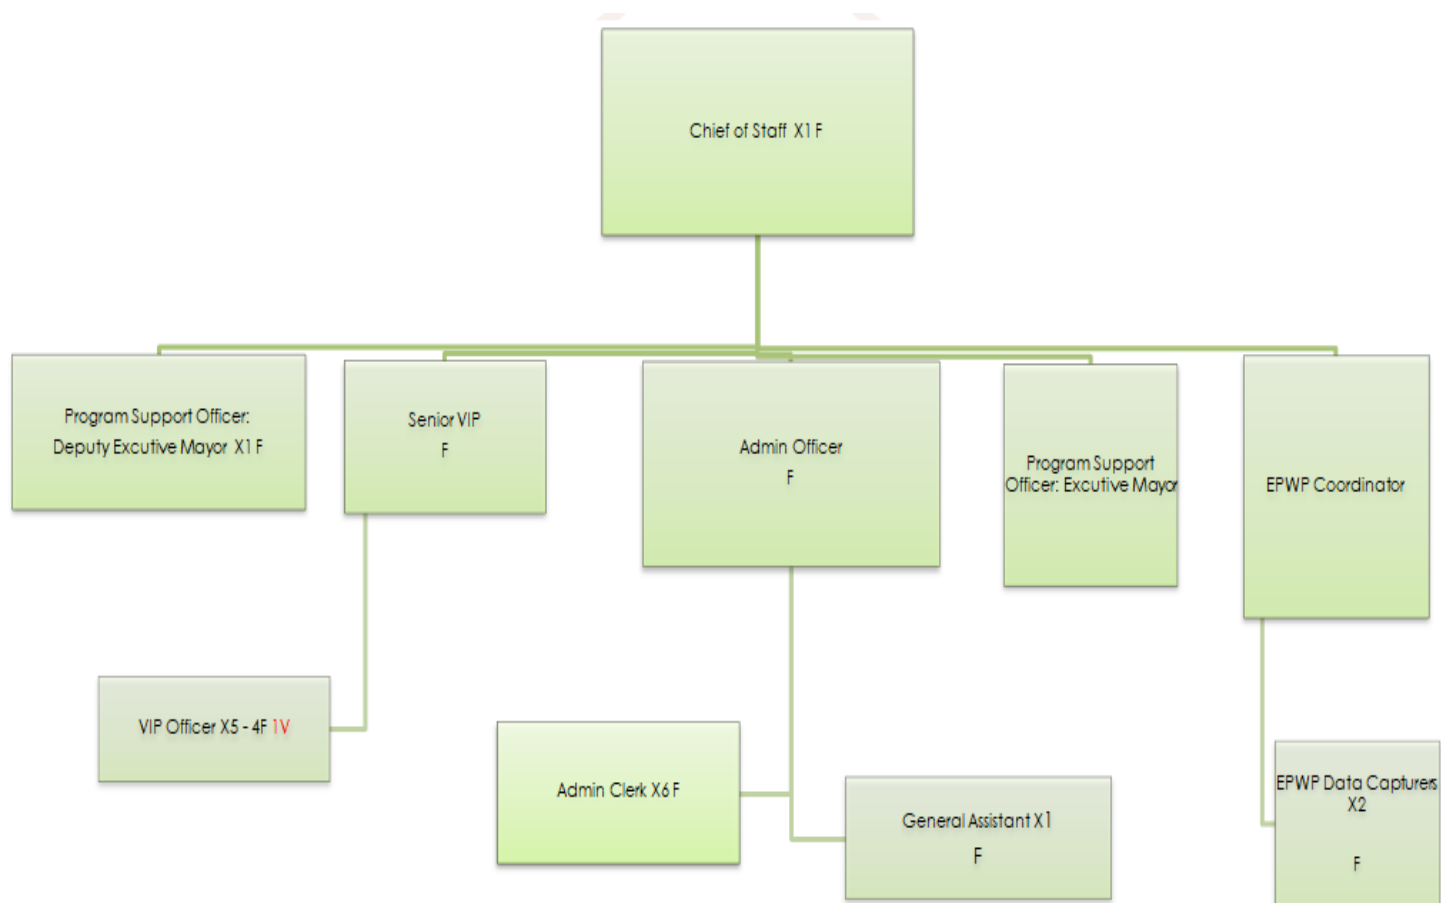 Chief of Staff X1 F
Program Support Officer:
Deputy Excutive Mayor X1 F
Senior VIP
F
Admin Officer
F
Program Support
Officer: Excutive Mayor
EPWP Coordinator
VIP Officer X5 - 4F 1V
Admin Clerk X6 F
General Assistant X1
F
EPWP Data Capturers
X2
F